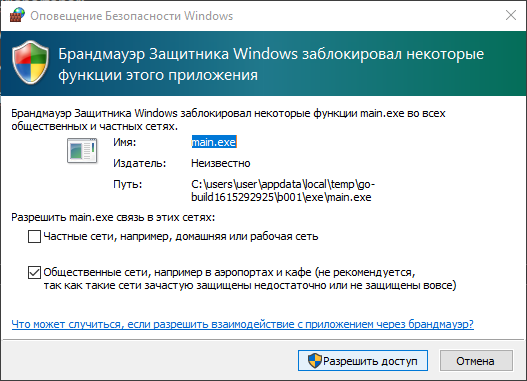 Оповещение Безопасности Windows
Брандмауэр Защитника Windows заблокировал некоторые
функции этого приложения
Брандмауэр Защитника Windows заблокировал некоторые функции main.exe во всех
общественных и частных сетях.
Имя: main.exe
Издатель: Неизвестно
Путь: C:\users\user\appdata\local\temp\go-
build1615292925\b001\exe\main.exe
Разрешить main.exe связь в этих сетях:
Частные сети, например, домашняя или рабочая сеть
Общественные сети, например в аэропортах и кафе (не рекомендуется,
так как такие сети зачастую защищены недостаточно или не защищены вовсе)
Что может случиться, если разрешить взаимодействие с приложением через брандмауэр?
Разрешить доступ Отмена